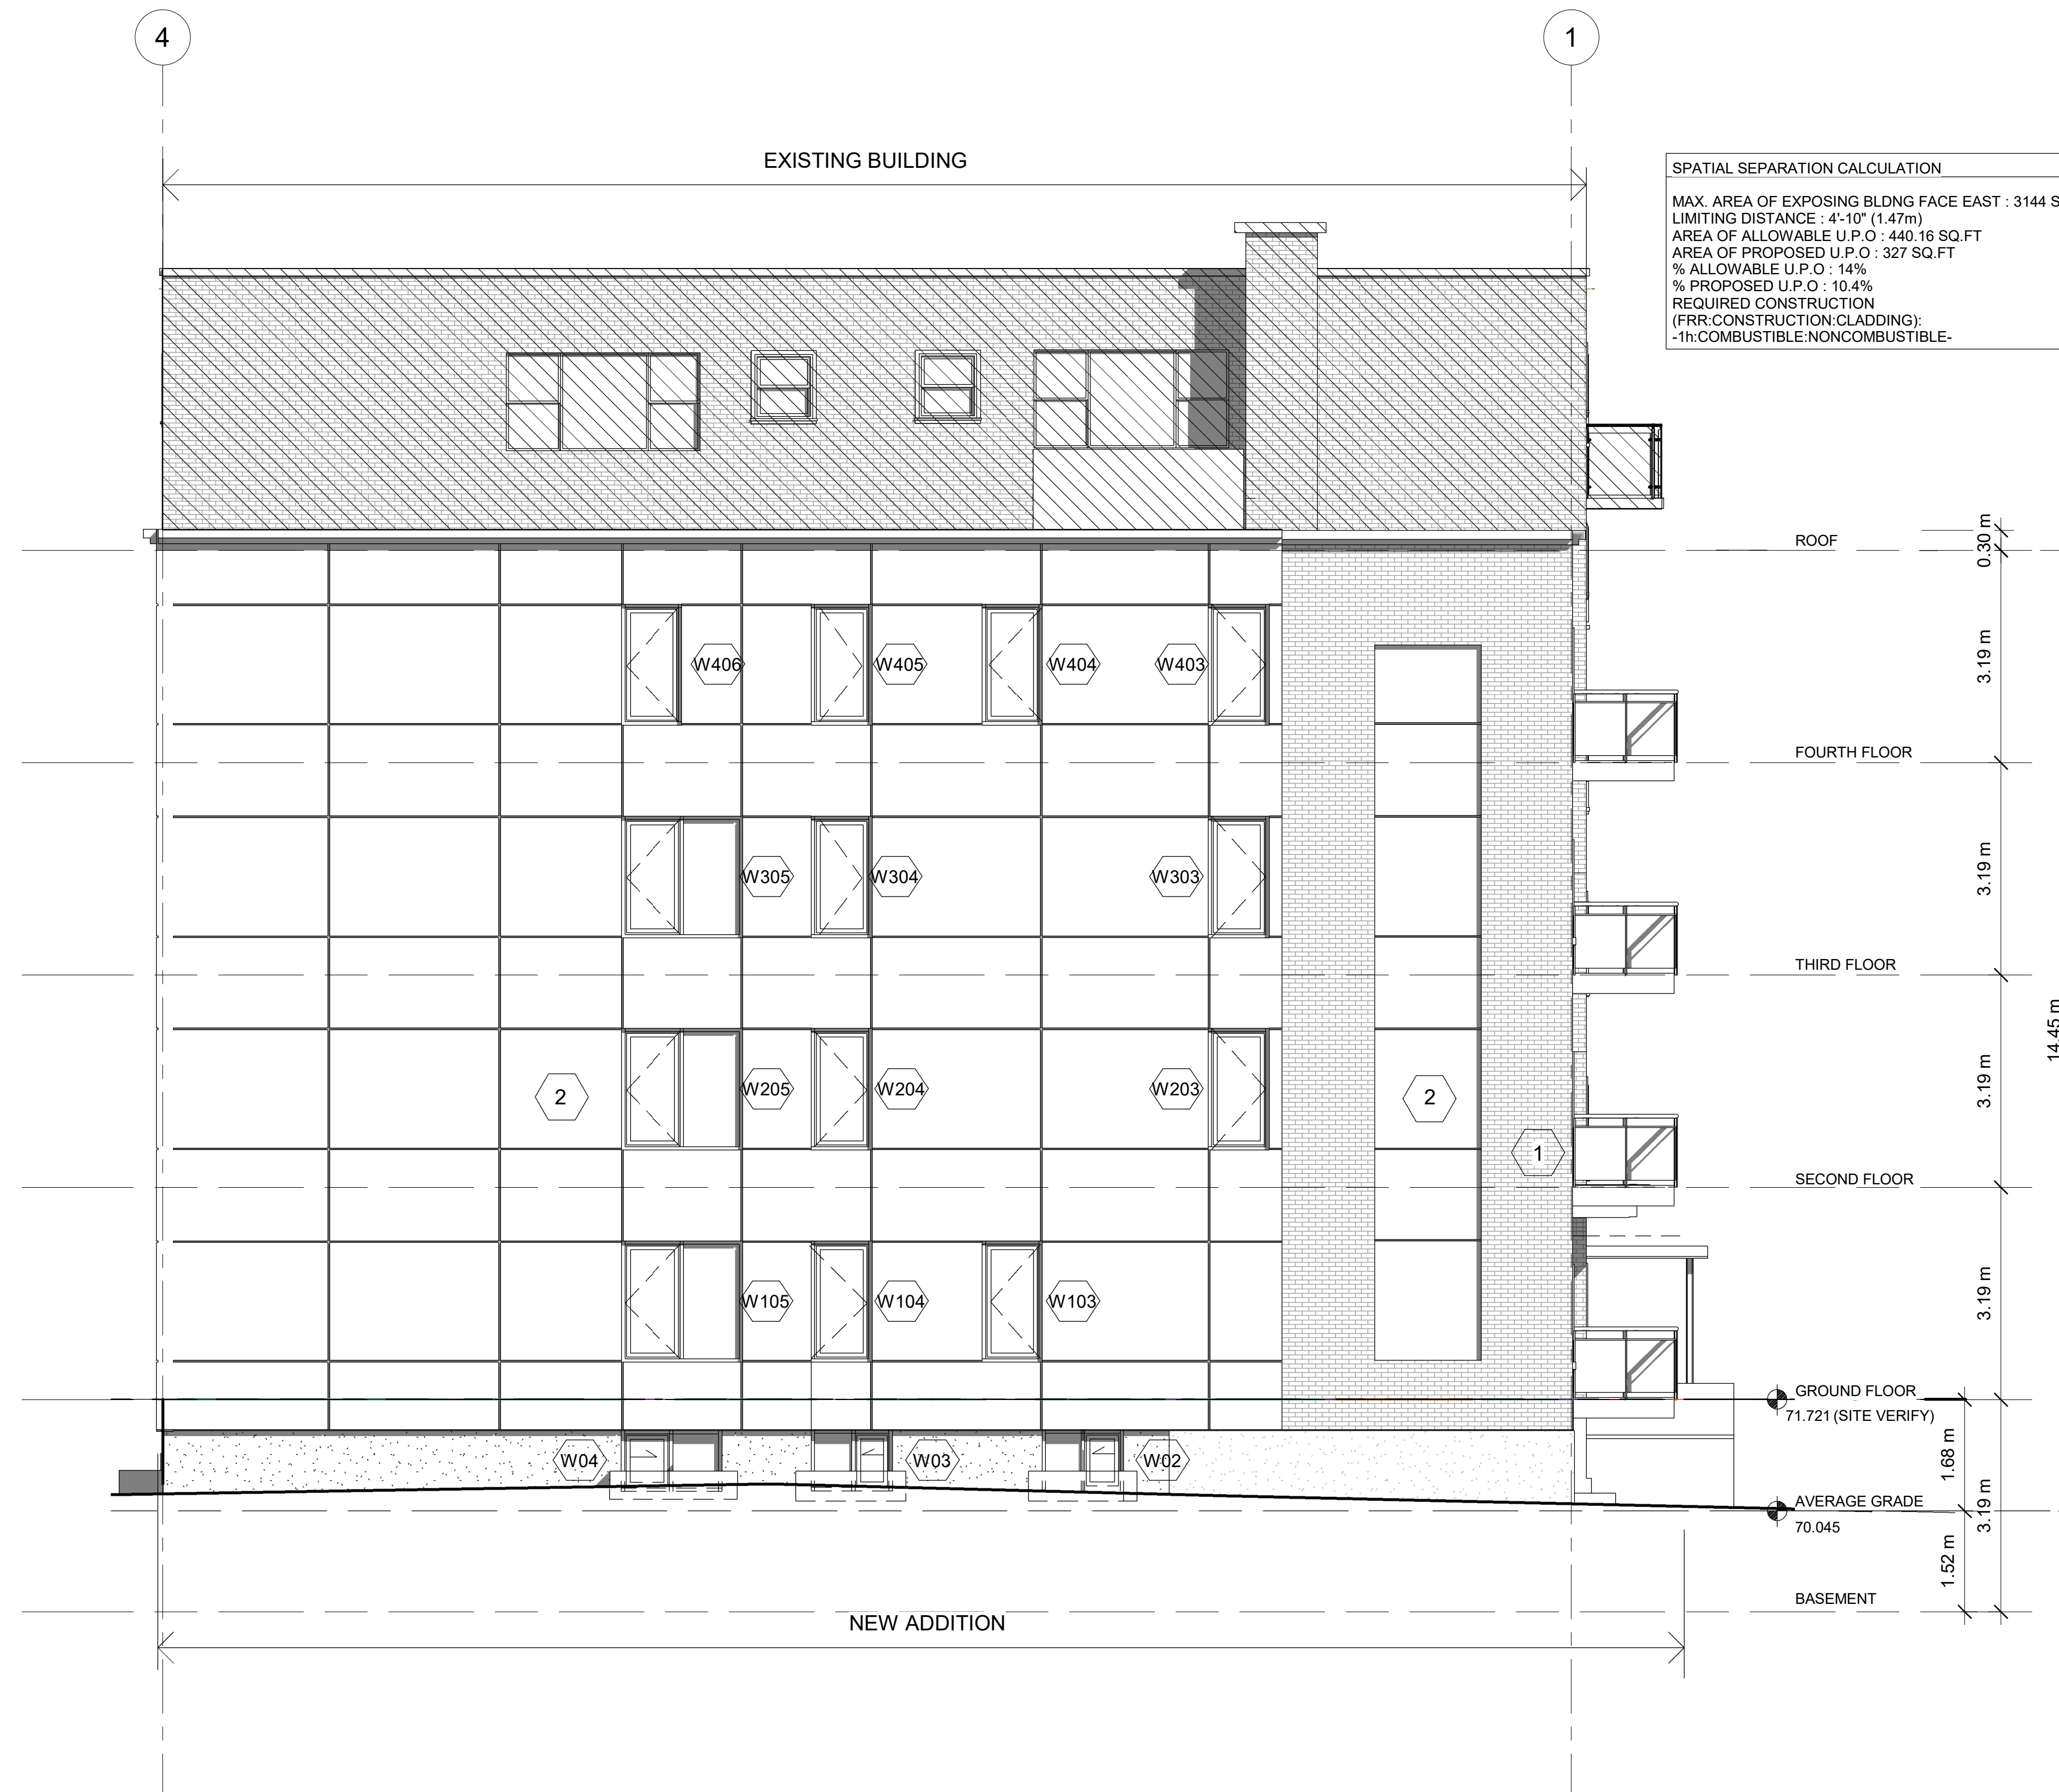 4
1
EXISTING BUILDING
SPATIAL SEPARATION CALCULATION
MAX. AREA OF EXPOSING BLDNG FACE EAST : 3144 S
LIMITING DISTANCE : 4'-10" (1.47m)
AREA OF ALLOWABLE U.P.O : 440.16 SQ.FT
AREA OF PROPOSED U.P.O : 327 SQ.FT
% ALLOWABLE U.P.O : 14%
% PROPOSED U.P.O : 10.4%
REQUIRED CONSTRUCTION
(FRR:CONSTRUCTION:CLADDING):
-1h:COMBUSTIBLE:NONCOMBUSTIBLE-
ROOF
0.30 m
3.19 m
W406
W405
W404
W403
FOURTH FLOOR
3.19 m
W305
W304
W303
THIRD FLOOR
14.45 m
3.19 m
2
W205
W204
W203
2
1
SECOND FLOOR
3.19 m
W105
W104
W103
GROUND FLOOR
71.721 (SITE VERIFY)
1.68 m
W04
W03
W02
3.19 m
AVERAGE GRADE
70.045
1.52 m
BASEMENT
NEW ADDITION